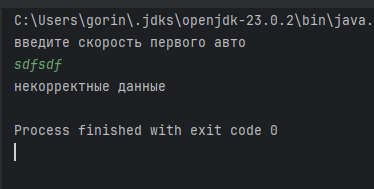 C:\Users\gorin\.jdks\openjdk-23.0.2\bin\java.
введите скорость первого авто
sdfsdf
некорректные данные
Process finished with exit code 0